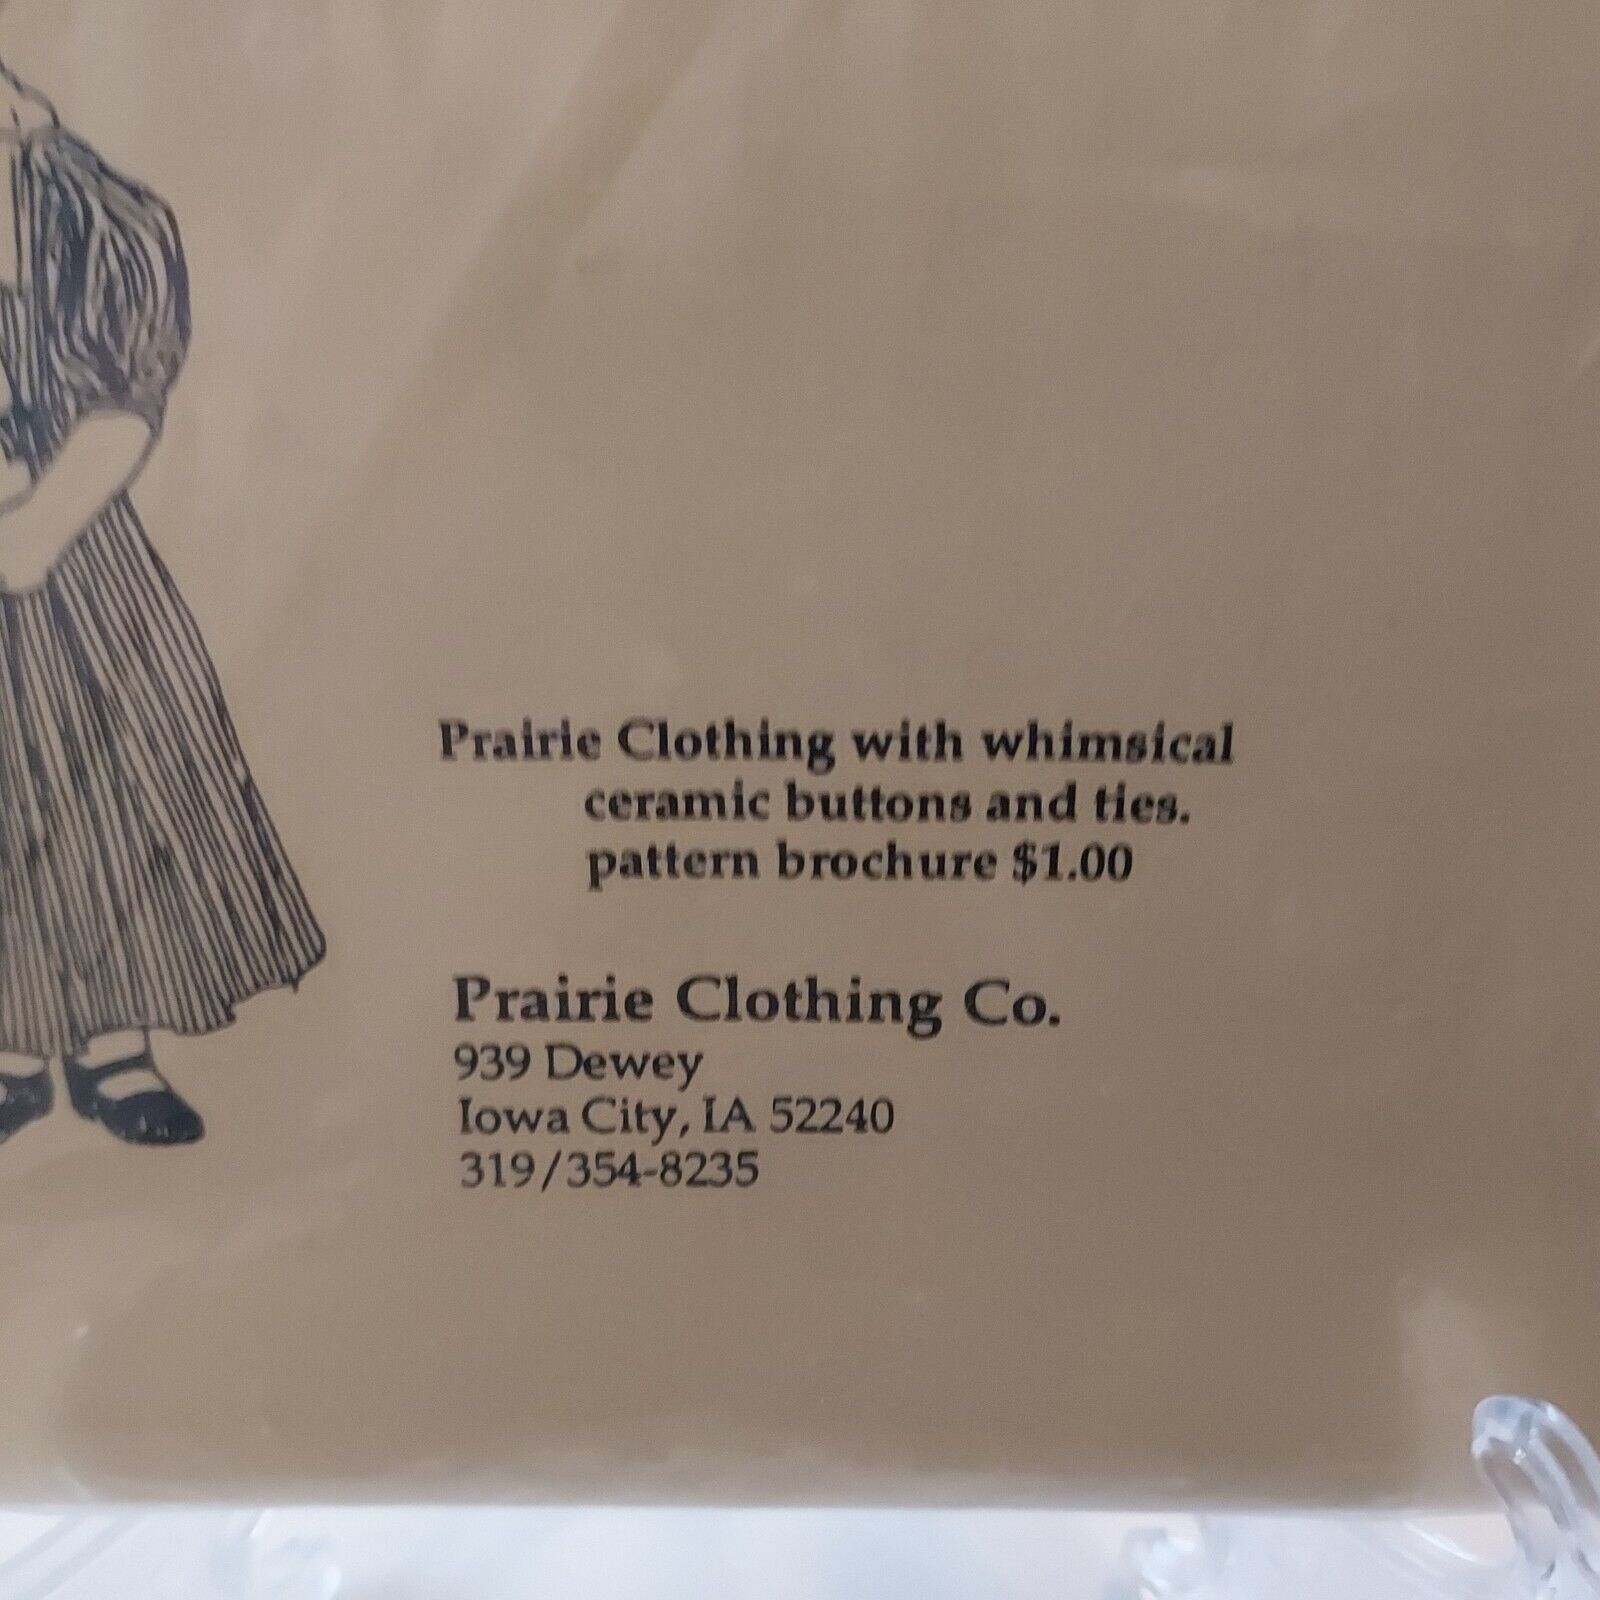 Prairie Clothing with whimsical
ceramic buttons and ties.
pattern brochure $1.00
Prairie Clothing Co.
939 Dewey
Iowa City, IA 52240
319/354-8235